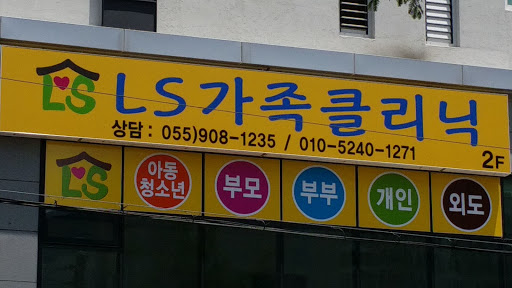 LS LS가족클리닉
상담 : 055)908-1235 / 010-5240-1271
2F
LS
아동
청소년
부모
부부
개인
외도